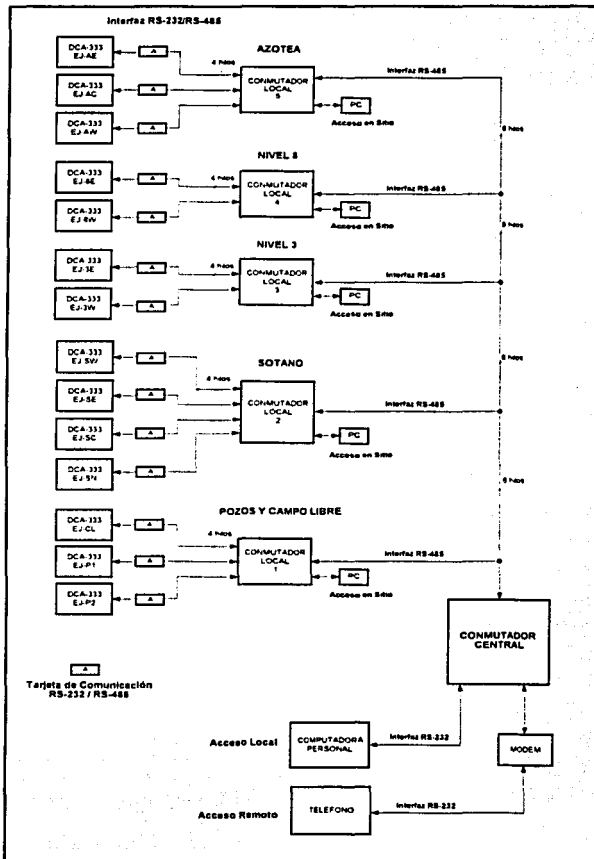 Interfaz RS-232/RS-485
AZOTEA
DCA-333
EJ-AE
A
4 hilos
DCA-333
EJ-AC
A
CONMUTADOR
LOCAL
5
Interfaz RS-485
PC
Acceso en Sitio
DCA-333
EJ-AW
A
6 hilos
NIVEL 8
DCA-333
EJ-8E
A
4 hilos
CONMUTADOR
LOCAL
4
Interfaz RS-485
DCA-333
EJ-8W
A
PC
Acceso en Sitio
6 hilos
NIVEL 3
DCA-333
EJ-3E
A
4 hilos
CONMUTADOR
LOCAL
3
Interfaz RS-485
DCA-333
EJ-3W
A
PC
Acceso en Sitio
SOTANO
DCA-333
EJ-SW
A
4 hilos
6 hilos
DCA-333
EJ-SE
A
CONMUTADOR
LOCAL
2
Interfaz RS-485
DCA-333
EJ-SC
A
PC
Acceso en Sitio
DCA-333
EJ-SN
A
6 hilos
POZOS Y CAMPO LIBRE
DCA-333
EJ-CL
A
4 hilos
DCA-333
EJ-P1
A
CONMUTADOR
LOCAL
1
Interfaz RS-485
PC
Acceso en Sitio
DCA-333
EJ-P2
A
CONMUTADOR
CENTRAL
A
Tarjeta de Comunicación
RS-232 / RS-485
Acceso Local
COMPUTADORA
PERSONAL
Interfaz RS-232
MODEM
Acceso Remoto
TELEFONO
Interfaz RS-232